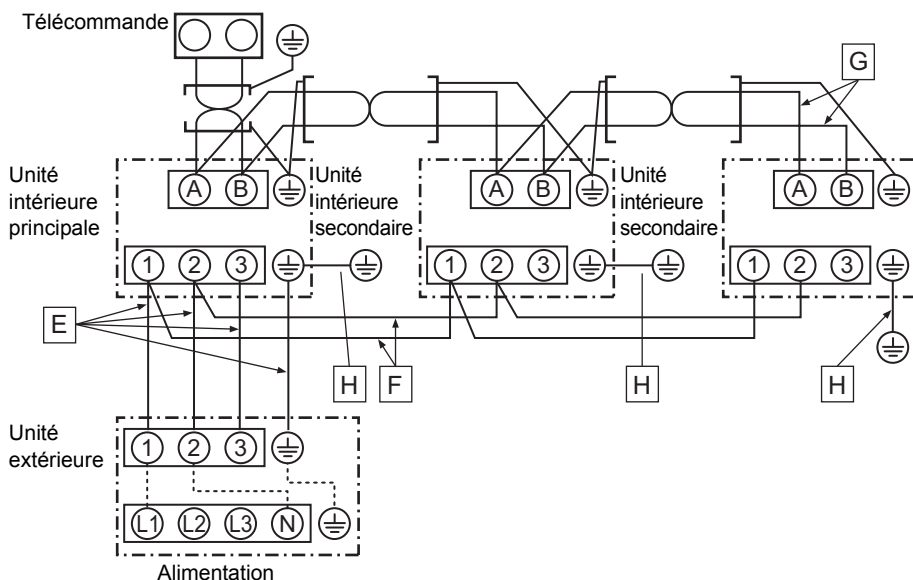 Télécommande
G
Unité
intérieure
principale
A B
Unité
intérieure
secondaire
A B
Unité
intérieure
secondaire
A B
1 2 3
1 2 3
1 2 3
E
H
F
H
H
Unité
extérieure
1 2 3
L1 L2 L3 N
Alimentation